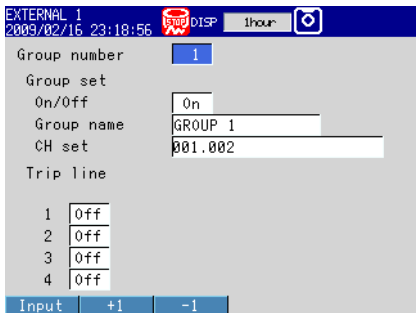 EXTERNAL 1
2009/02/16 23:18:56 STOP DISP 1hour
Group number 1
Group set
On/Off On
Group name GROUP 1
CH set 001.002
Trip line
1 Off
2 Off
3 Off
4 Off
Input +1 -1